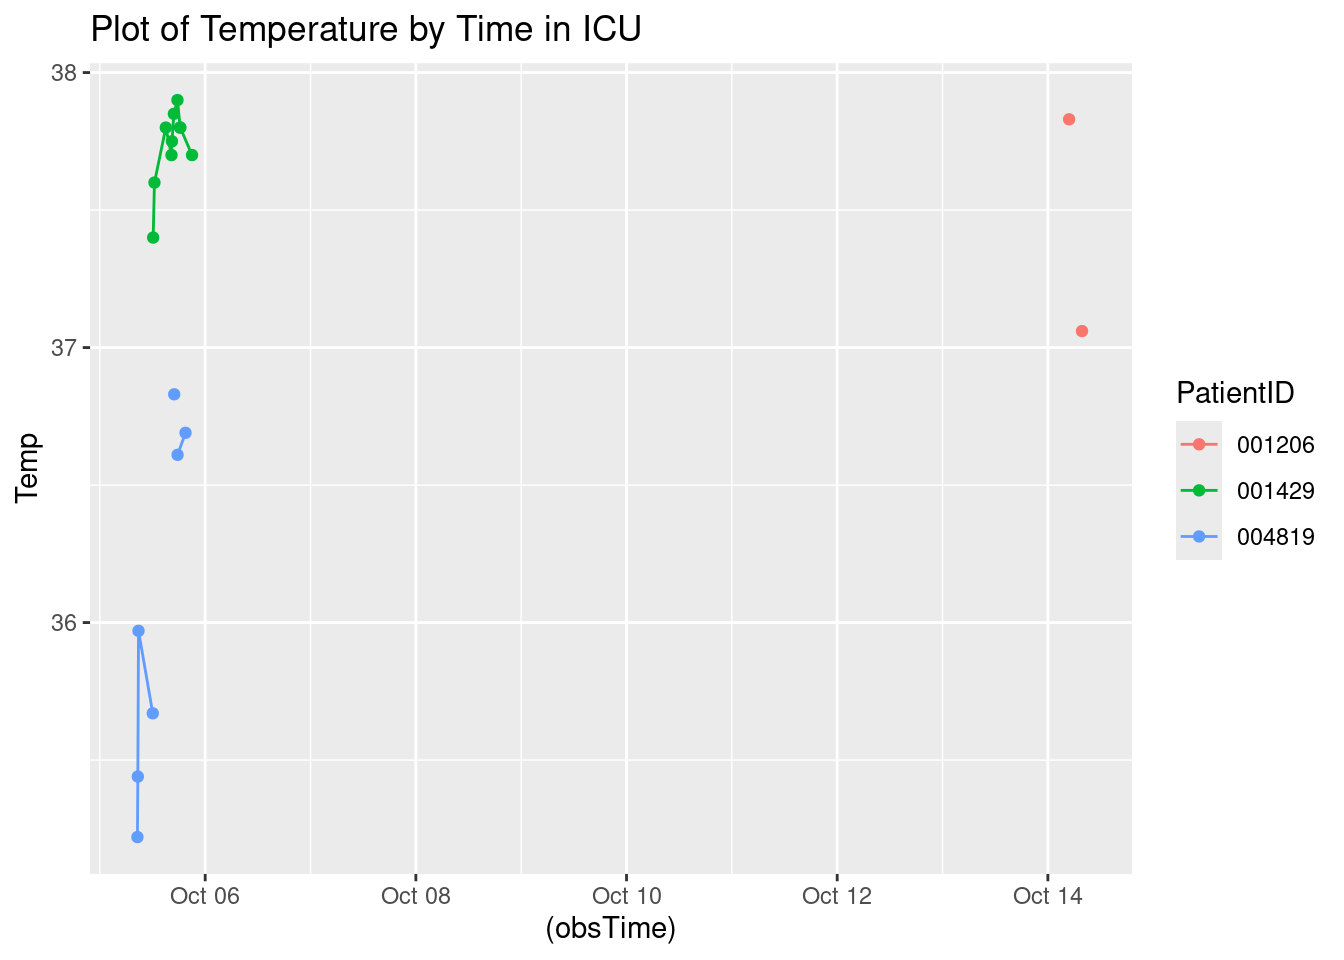 Plot of Temperature by Time in ICU
38
37
36
Temp
Oct 06
Oct 08
Oct 10
Oct 12
Oct 14
(obsTime)
PatientID
001206
001429
004819